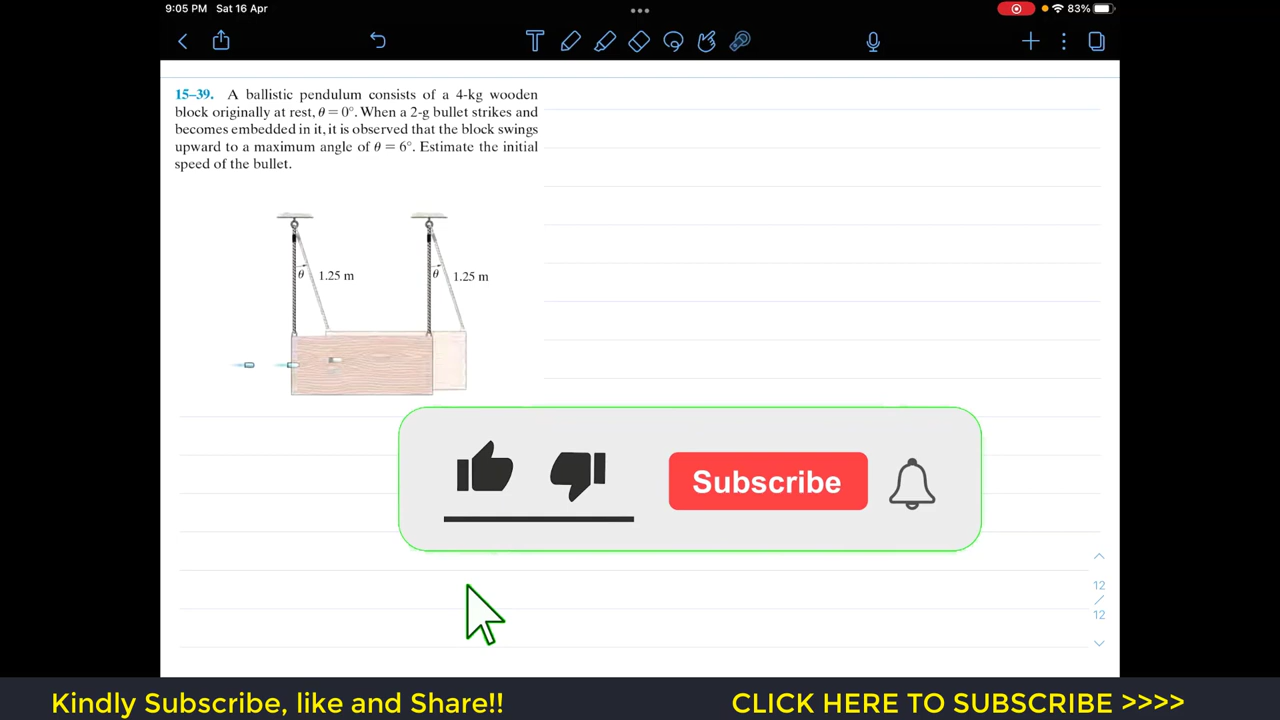 9:05 PM Sat 16 Apr
83%
15–39. A ballistic pendulum consists of a 4-kg wooden
block originally at rest, θ = 0°. When a 2-g bullet strikes and
becomes embedded in it, it is observed that the block swings
upward to a maximum angle of θ = 6°. Estimate the initial
speed of the bullet.
θ 1.25 m θ 1.25 m
Subscribe
12
12
Kindly Subscribe, like and Share!! CLICK HERE TO SUBSCRIBE >>>>